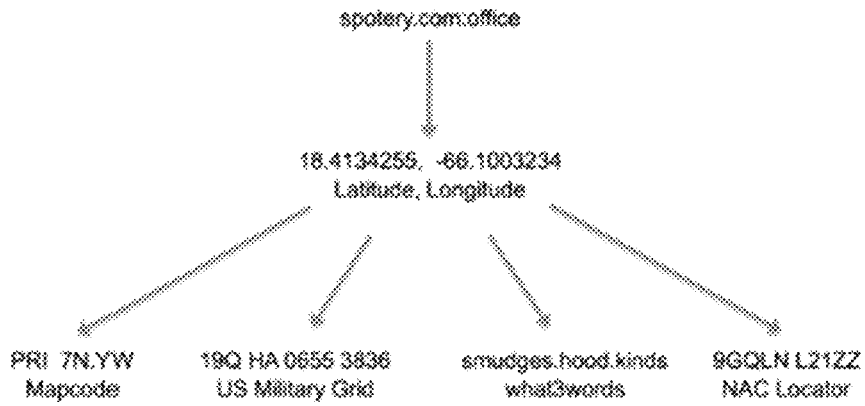 spotery.com:office
18.4134255, -66.1003234
Latitude, Longitude
PRI 7N.YW
Mapcode
19Q HA 0655 3836
US Military Grid
smudges.hood.kinds
what3words
9GQLN L21ZZ
NAC Locator